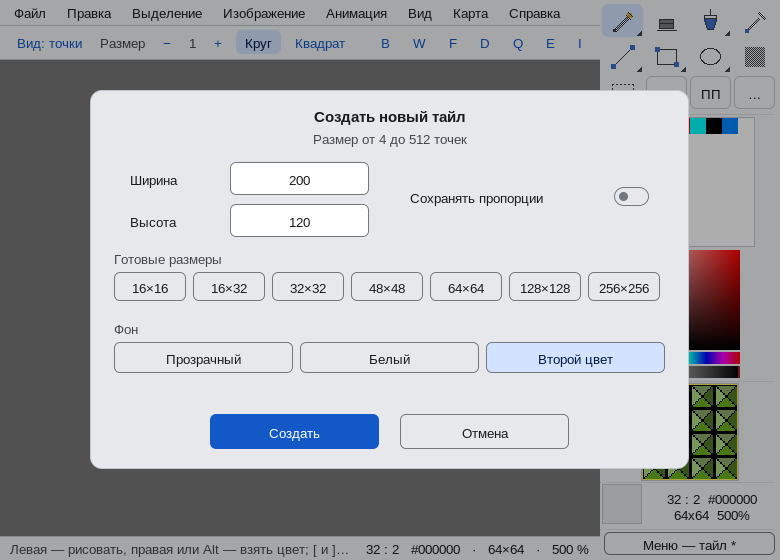 Файл Правка Выделение Изображение Анимация Вид Карта Справка
Вид: точки Размер − 1 + Круг Квадрат B W F D Q E I
ПП ...
Создать новый тайл
Размер от 4 до 512 точек
Ширина 200
Сохранять пропорции
Высота 120
Готовые размеры
16×16 16×32 32×32 48×48 64×64 128×128 256×256
Фон
Прозрачный Белый Второй цвет
Создать Отмена
32 : 2 #000000
64x64 500%
Меню — тайл *
Левая — рисовать, правая или Alt — взять цвет; [ и ]… 32 : 2 #000000 · 64×64 · 500 %